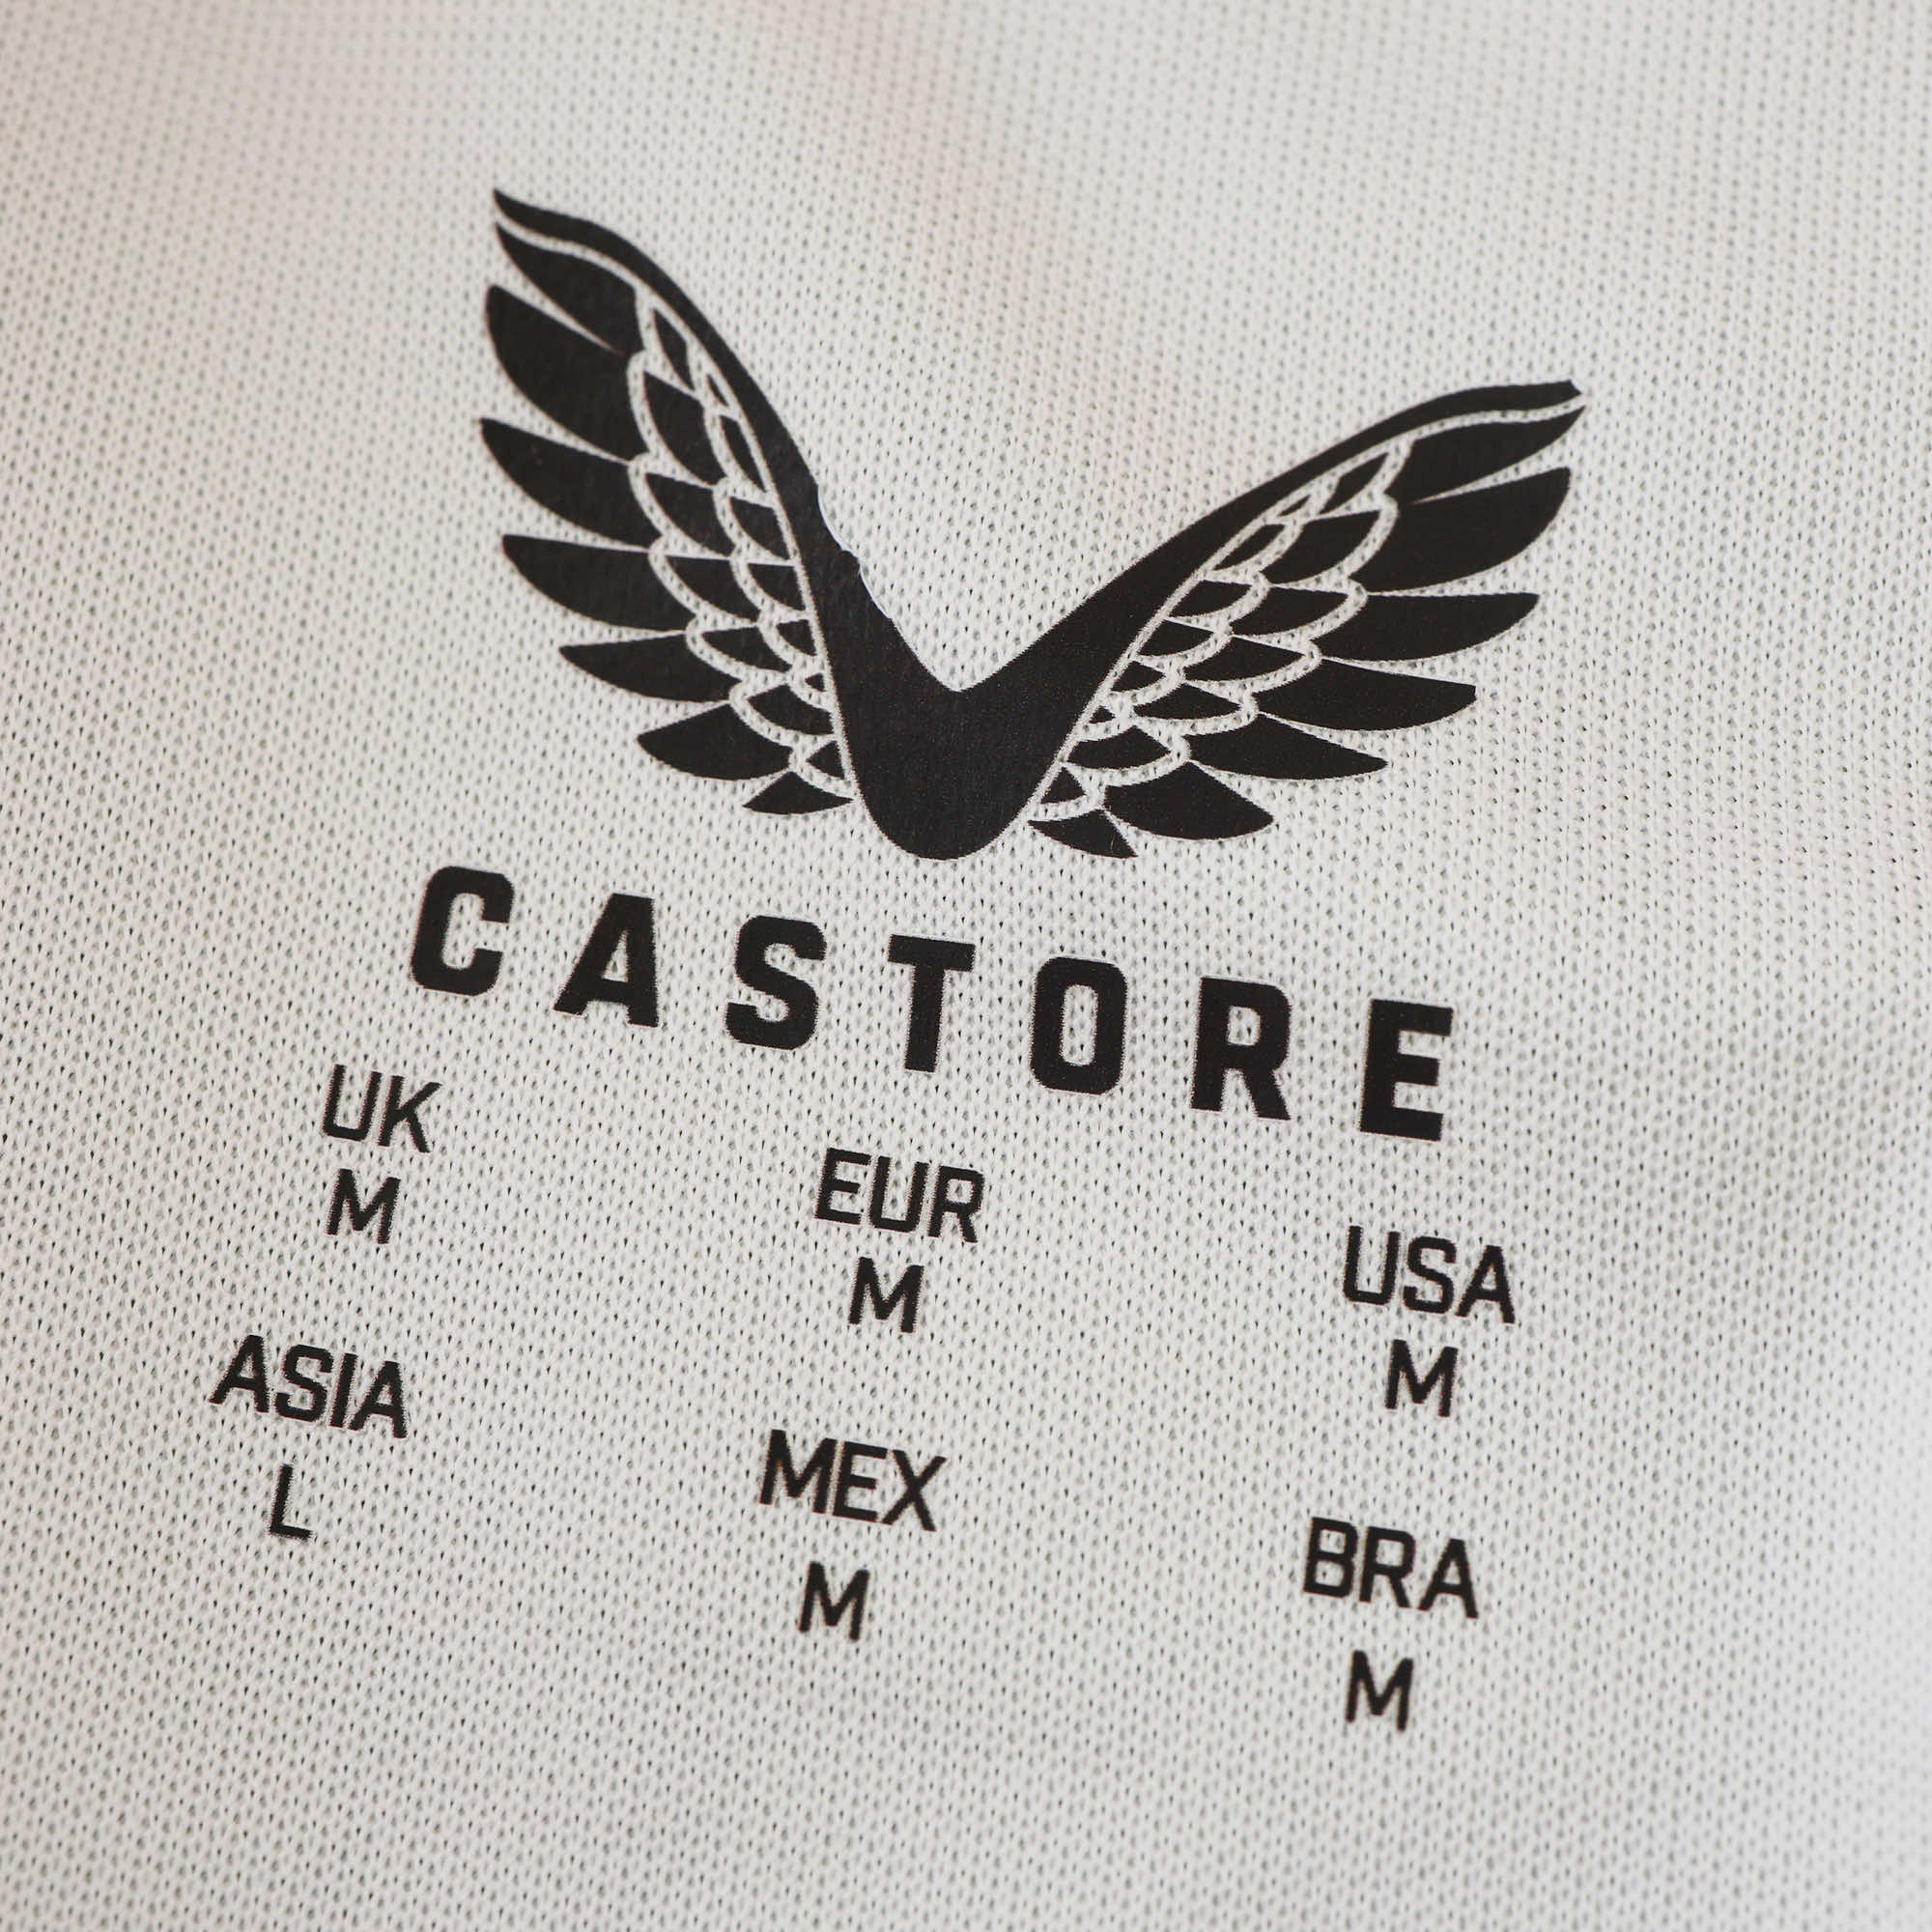 CASTORE
UK EUR USA
M M M
ASIA MEX BRA
L M M